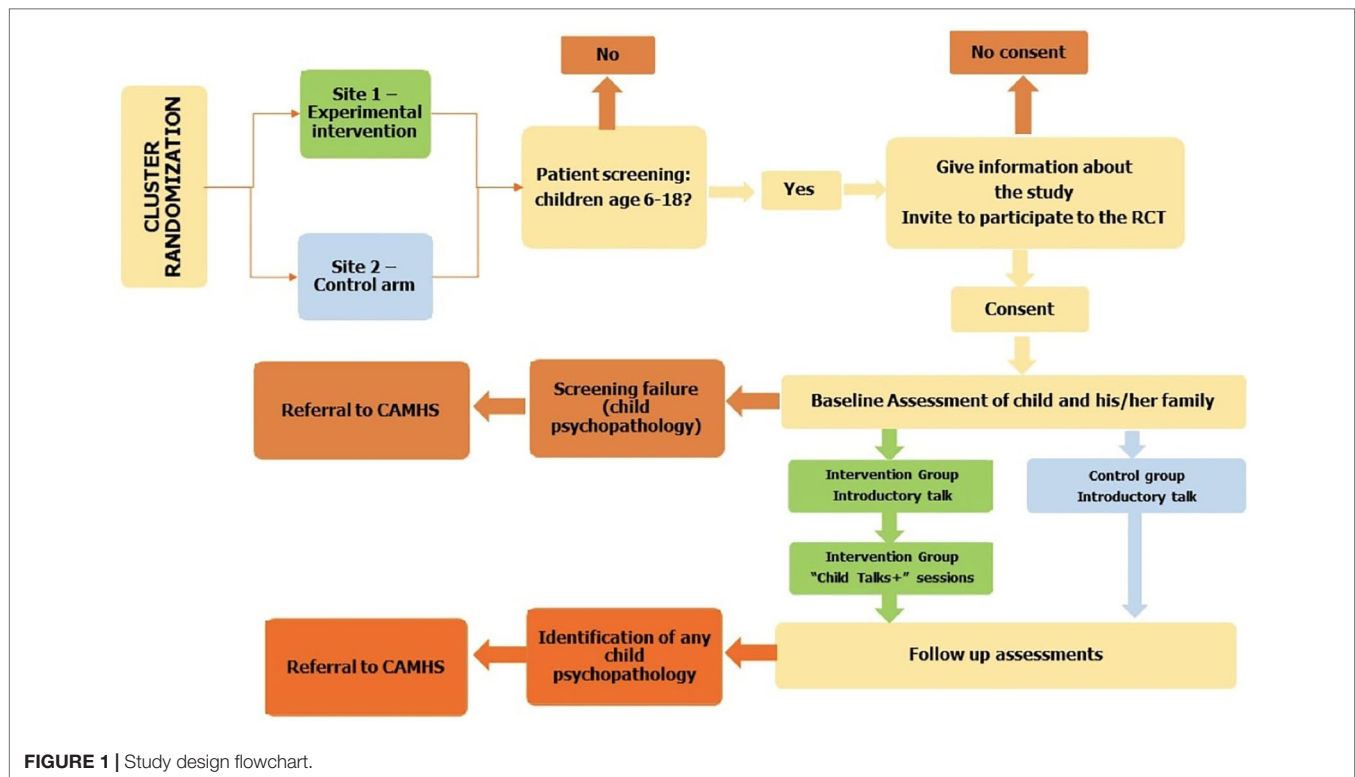 CLUSTER
RANDOMIZATION
Site 1 –
Experimental
intervention
Site 2 –
Control arm
No
Patient screening:
children age 6-18?
Yes
No consent
Give information about
the study
Invite to participate to the RCT
Consent
Baseline Assessment of child and his/her family
Screening failure
(child
psychopathology)
Referral to CAMHS
Intervention Group
Introductory talk
Control group
Introductory talk
Intervention Group
"Child Talks+" sessions
Follow up assessments
Identification of any
child
psychopathology
Referral to CAMHS
FIGURE 1 | Study design flowchart.